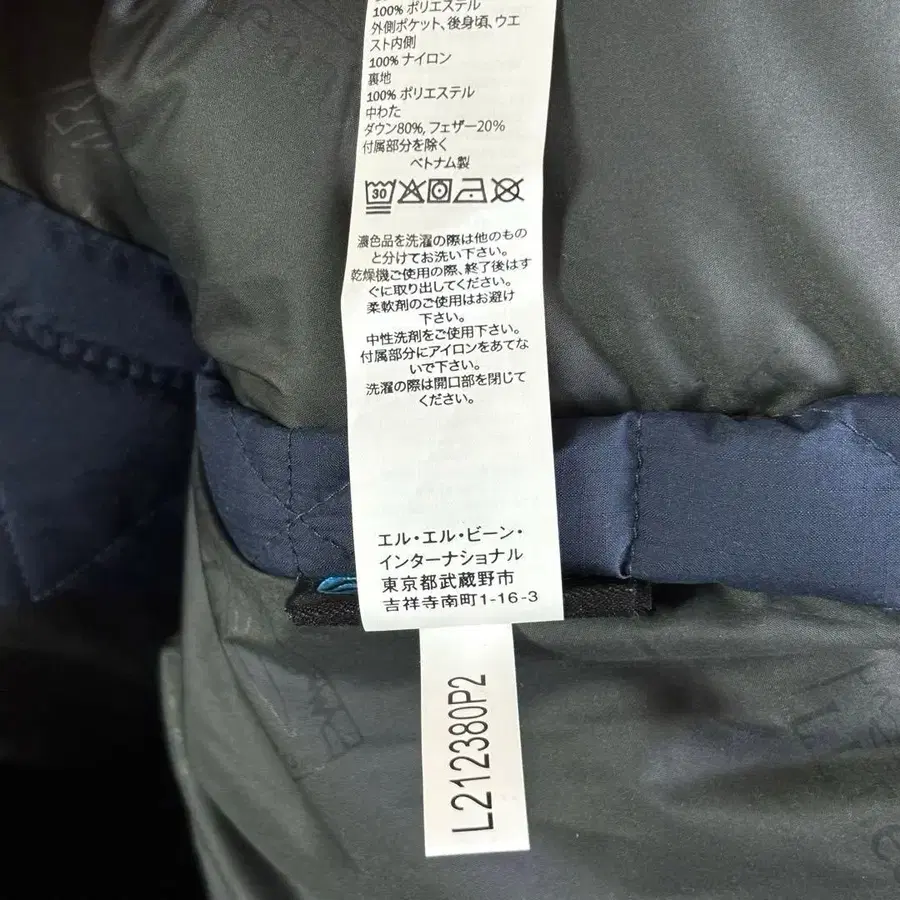 100% ポリエステル
外側ポケット、後身頃、ウエ
スト内側
100% ナイロン
裏地
100% ポリエステル
中わた
ダウン80%, フェザー20%
付属部分を除く
ベトナム製
30
濃色品を洗濯の際は他のもの
と分けてお洗い下さい。
乾燥機ご使用の際、終了後はす
ぐに取り出してください。
柔軟剤のご使用はお避け
下さい。
中性洗剤をご使用下さい。
付属部分にアイロンをあてな
いで下さい。
洗濯の際は開口部を閉じて
ください。
エル・エル・ビーン・
インターナショナル
東京都武蔵野市
吉祥寺南町1-16-3
L212380P2